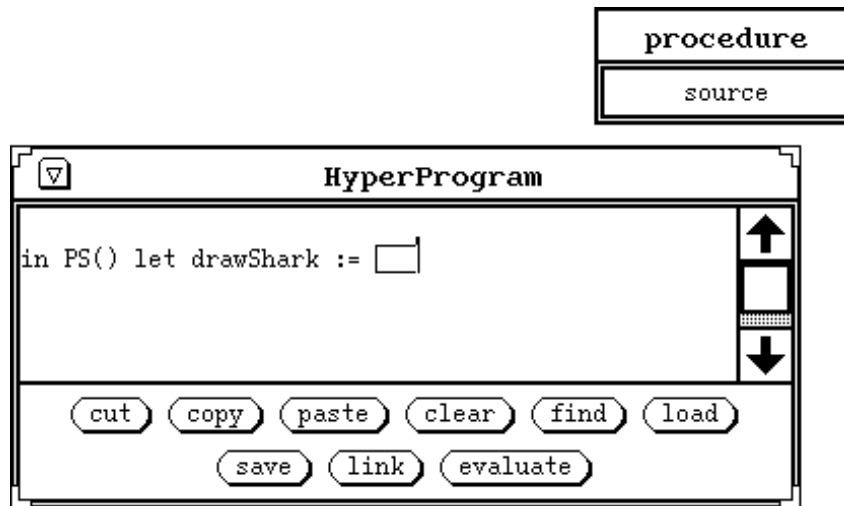 procedure
source
HyperProgram
in PS() let drawShark :=
cut copy paste clear find load
save link evaluate